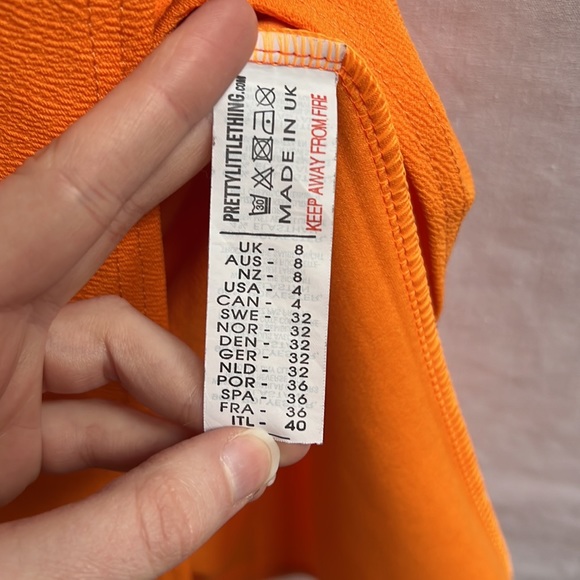 PRETTYLITTLETHING.com
30
MADE IN UK
KEEP AWAY FROM FIRE
UK - 8
AUS - 8
NZ - 8
USA - 4
CAN - 4
SWE - 32
NOR - 32
DEN - 32
GER - 32
NLD - 32
POR - 36
SPA - 36
FRA - 36
ITL - 40